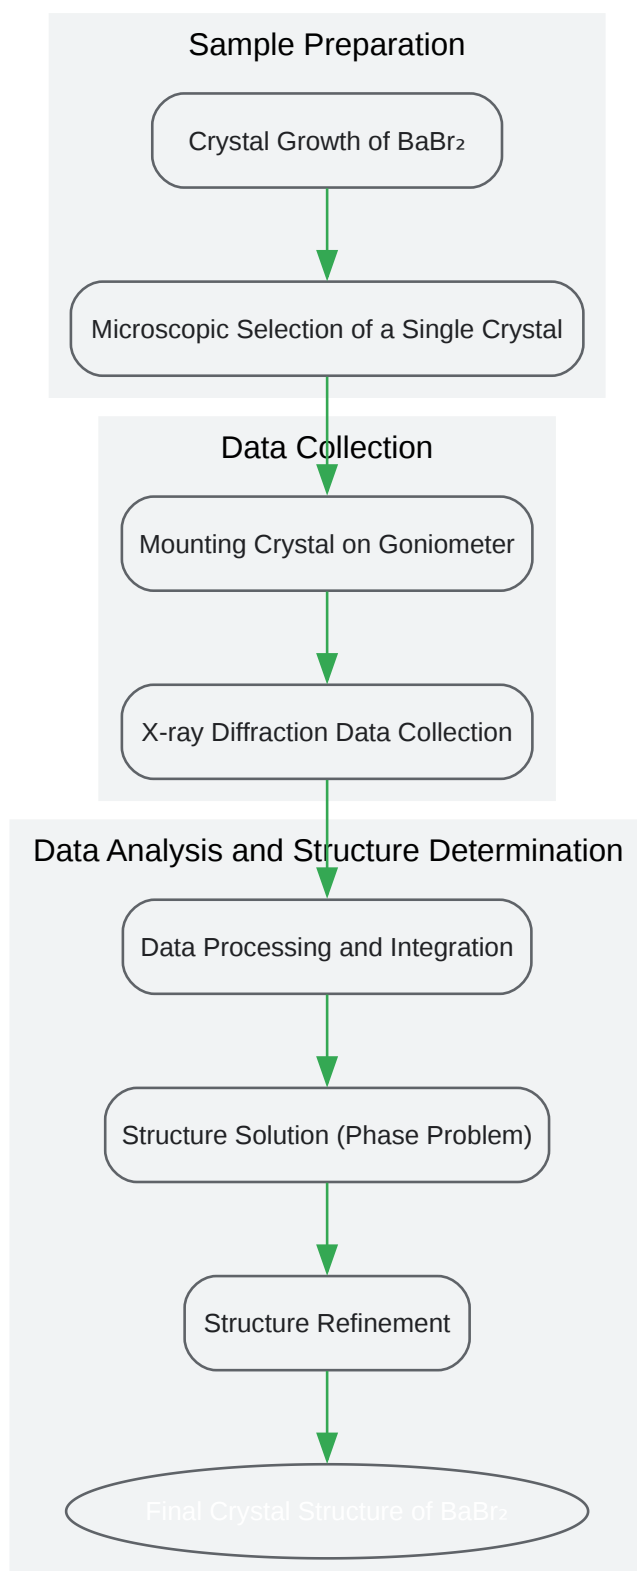 Sample Preparation
Crystal Growth of BaBr₂
Microscopic Selection of a Single Crystal
Data Collection
Mounting Crystal on Goniometer
X-ray Diffraction Data Collection
Data Analysis and Structure Determination
Data Processing and Integration
Structure Solution (Phase Problem)
Structure Refinement
Final Crystal Structure of BaBr₂